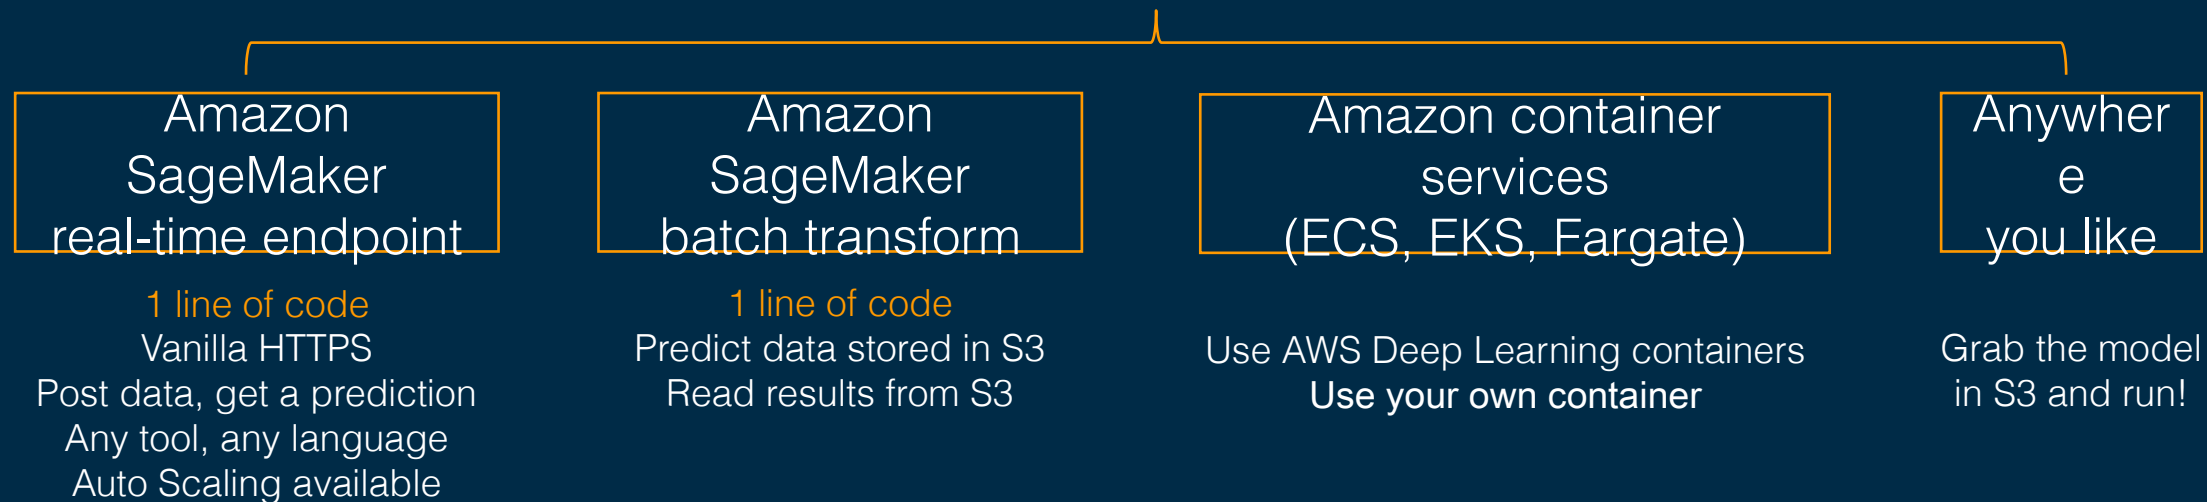 Amazon
SageMaker
real-time endpoint
1 line of code
Vanilla HTTPS
Post data, get a prediction
Any tool, any language
Auto Scaling available
Amazon
SageMaker
batch transform
1 line of code
Predict data stored in S3
Read results from S3
Amazon container
services
(ECS, EKS, Fargate)
Use AWS Deep Learning containers
Use your own container
Anywher
e
you like
Grab the model
in S3 and run!